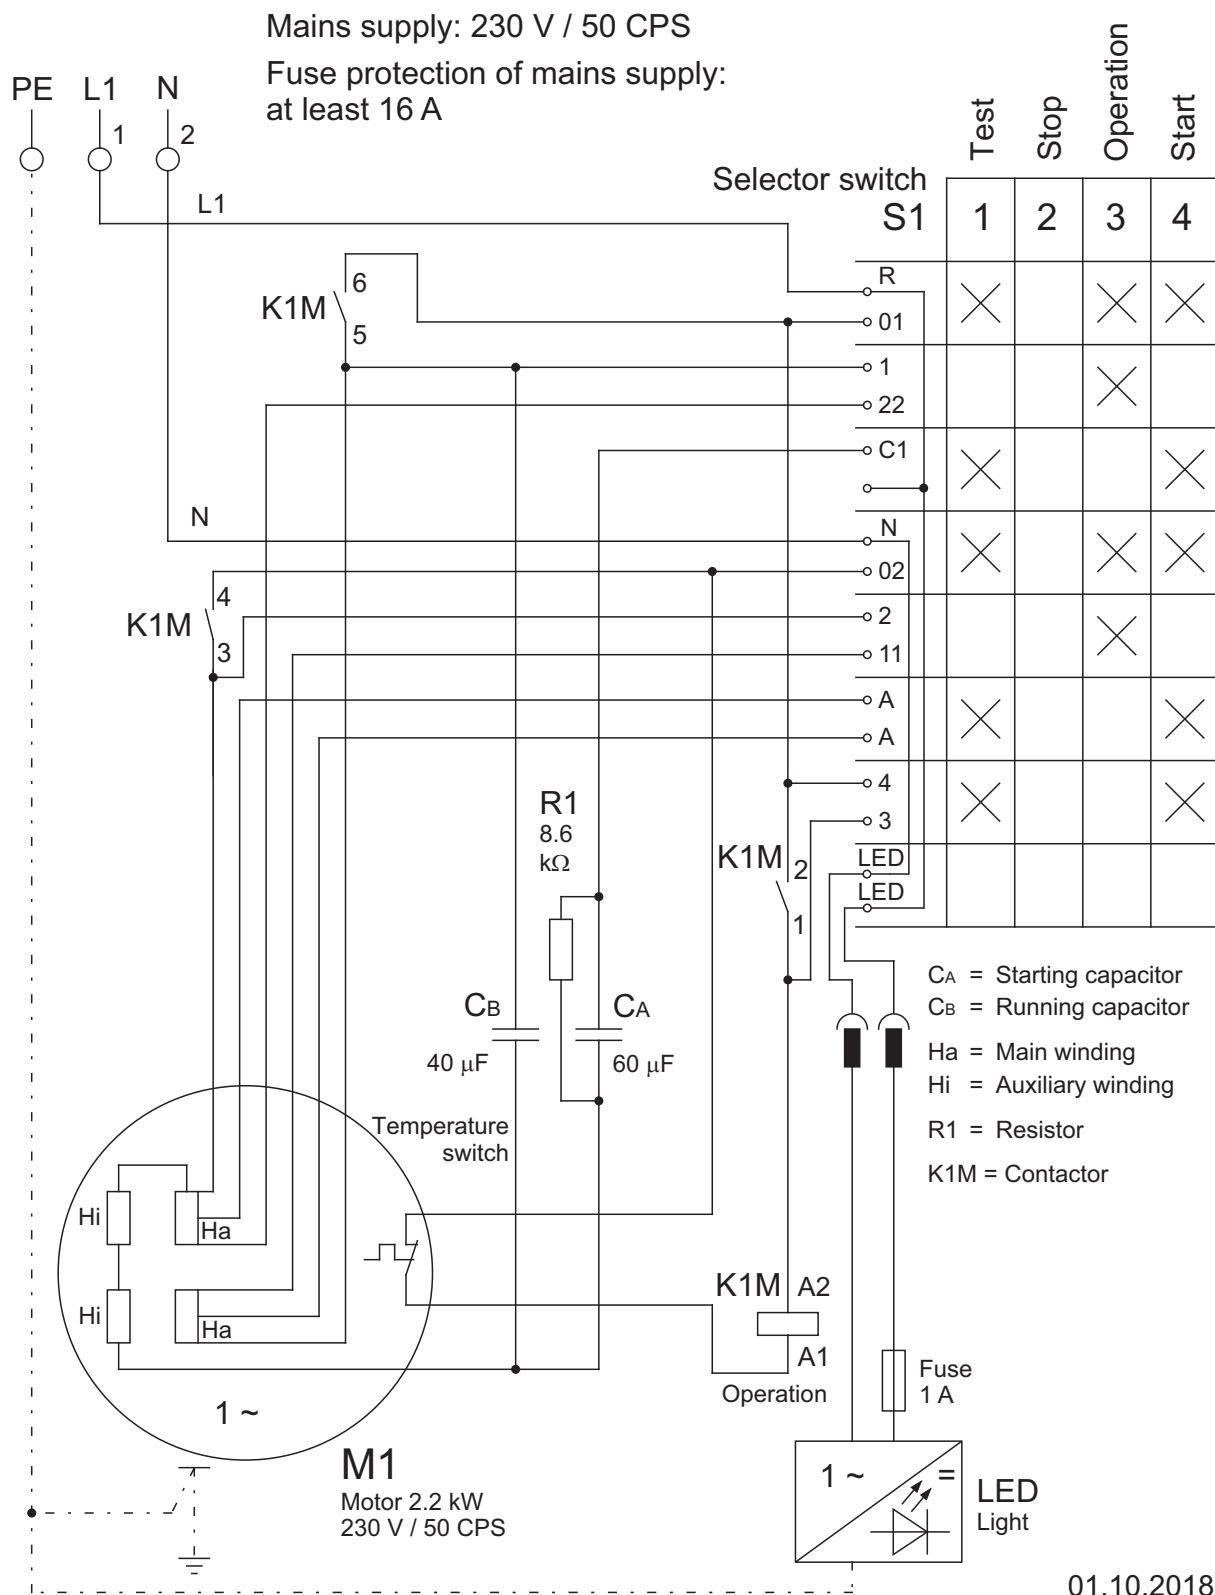 Mains supply: 230 V / 50 CPS
Fuse protection of mains supply:
at least 16 A
PE L1 N
1 2
Test
Stop
Operation
Start
Selector switch
S1 1 2 3 4
L1
R
6
K1M
01
5
1
22
C1
N
N
02
4
K1M
2
3
11
A
A
4
R1
8.6
kΩ
3
K1M 2
LED
LED
1
CA = Starting capacitor
CB = Running capacitor
Ha = Main winding
Hi = Auxiliary winding
R1 = Resistor
K1M = Contactor
CB
40 µF
CA
60 µF
Temperature
switch
Hi
Ha
Hi
Ha
K1M A2
A1
Operation
Fuse
1 A
1 ~
M1
Motor 2.2 kW
230 V / 50 CPS
1 ~ =
LED
Light
01.10.2018